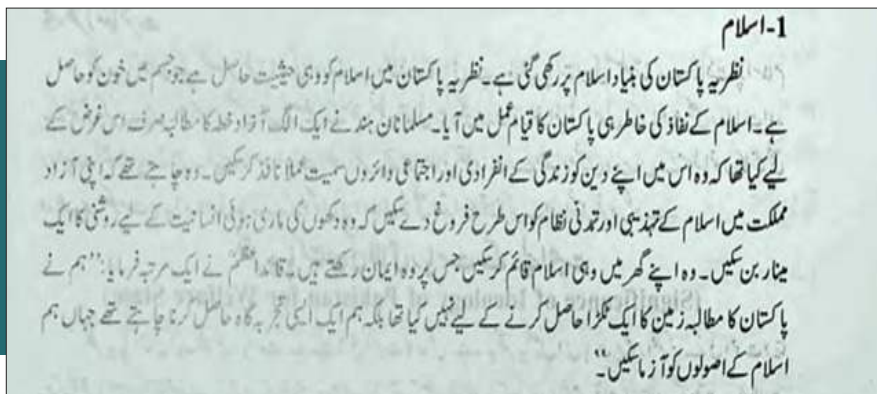 1-اسلام
نظریہ پاکستان کی بنیاد اسلام پر رکھی گئی ہے۔ نظریہ پاکستان میں اسلام کو وہی حیثیت حاصل ہے جو جسم میں خون کو حاصل
ہے۔ اسلام کے نفاذ کی خاطر ہی پاکستان کا قیام عمل میں آیا۔ مسلمانان ہند نے ایک الگ آزاد خطہ کا مطالبہ صرف اس غرض کے
لیے کیا تھا کہ وہ اس میں اپنے دین کو زندگی کے انفرادی اور اجتماعی دائروں سمیت عملاً نافذ کر سکیں۔ وہ چاہتے تھے کہ اپنی آزاد
مملکت میں اسلام کے تہذیبی اور تمدنی نظام کو اس طرح فروغ دے سکیں کہ وہ دکھوں کی ماری ہوئی انسانیت کے لیے روشنی کا ایک
مینار بن سکیں۔ وہ اپنے گھر میں وہی اسلام قائم کر سکیں جس پر وہ ایمان رکھتے ہیں۔ قائداعظمؒ نے ایک مرتبہ فرمایا: ’’ہم نے
پاکستان کا مطالبہ زمین کا ایک ٹکڑا حاصل کرنے کے لیے نہیں کیا تھا بلکہ ہم ایک ایسی تجربہ گاہ حاصل کرنا چاہتے تھے جہاں ہم
اسلام کے اصولوں کو آزما سکیں‘‘۔